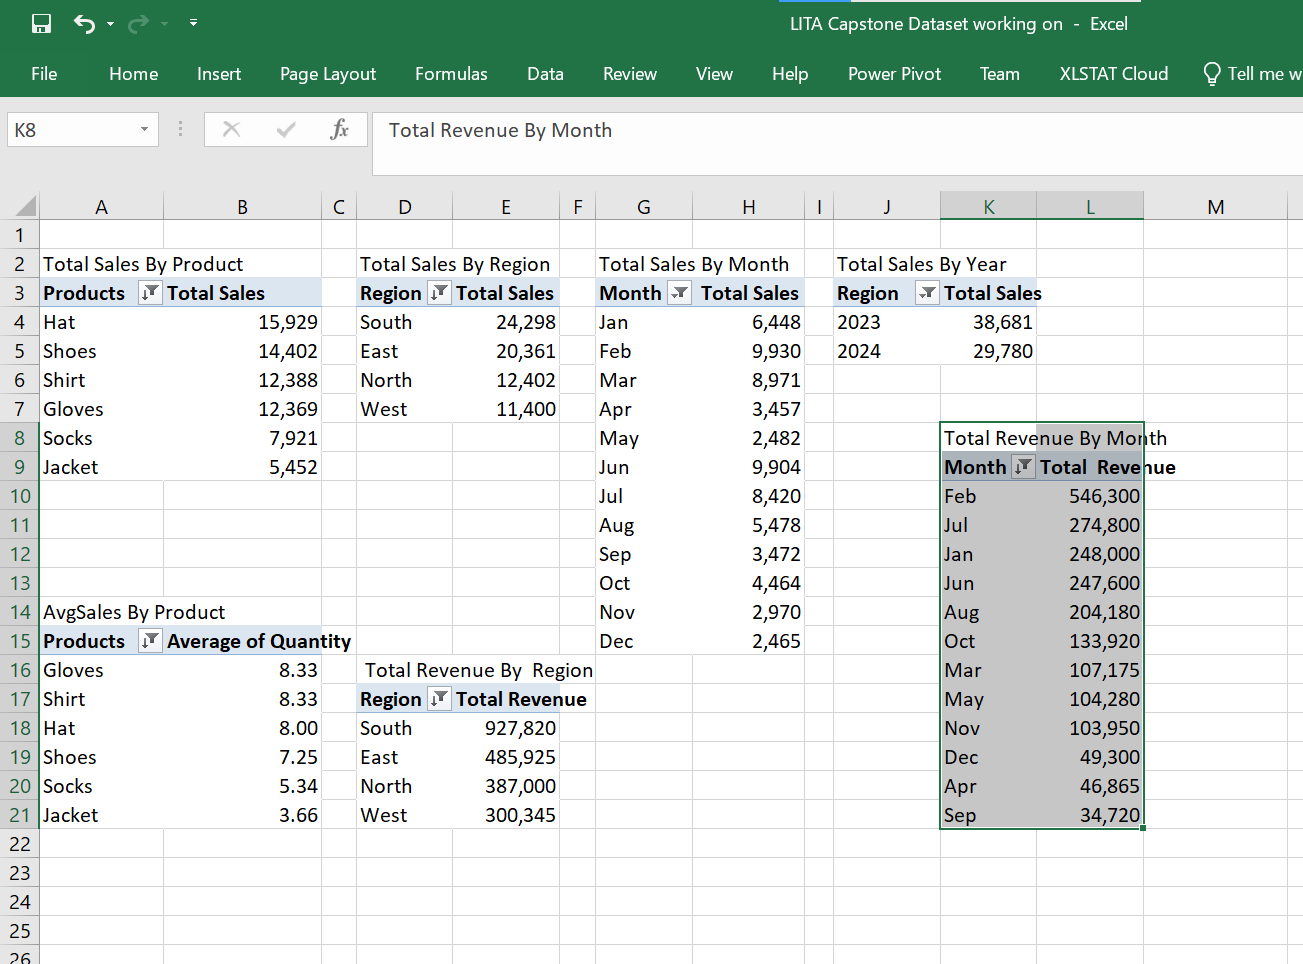 LITA Capstone Dataset working on - Excel
File Home Insert Page Layout Formulas Data Review View Help Power Pivot Team XLSTAT Cloud Tell me w
K8 fx Total Revenue By Month
A B C D E F G H I J K L M
1
2 Total Sales By Product Total Sales By Region Total Sales By Month Total Sales By Year
3 Products Total Sales Region Total Sales Month Total Sales Region Total Sales
4 Hat 15,929 South 24,298 Jan 6,448 2023 38,681
5 Shoes 14,402 East 20,361 Feb 9,930 2024 29,780
6 Shirt 12,388 North 12,402 Mar 8,971
7 Gloves 12,369 West 11,400 Apr 3,457
8 Socks 7,921 May 2,482 Total Revenue By Month
9 Jacket 5,452 Jun 9,904 Month Total Revenue
10 Jul 8,420 Feb 546,300
11 Aug 5,478 Jul 274,800
12 Sep 3,472 Jan 248,000
13 Oct 4,464 Jun 247,600
14 AvgSales By Product Nov 2,970 Aug 204,180
15 Products Average of Quantity Dec 2,465 Oct 133,920
16 Gloves 8.33 Total Revenue By Region Mar 107,175
17 Shirt 8.33 Region Total Revenue May 104,280
18 Hat 8.00 South 927,820 Nov 103,950
19 Shoes 7.25 East 485,925 Dec 49,300
20 Socks 5.34 North 387,000 Apr 46,865
21 Jacket 3.66 West 300,345 Sep 34,720
22
23
24
25
26